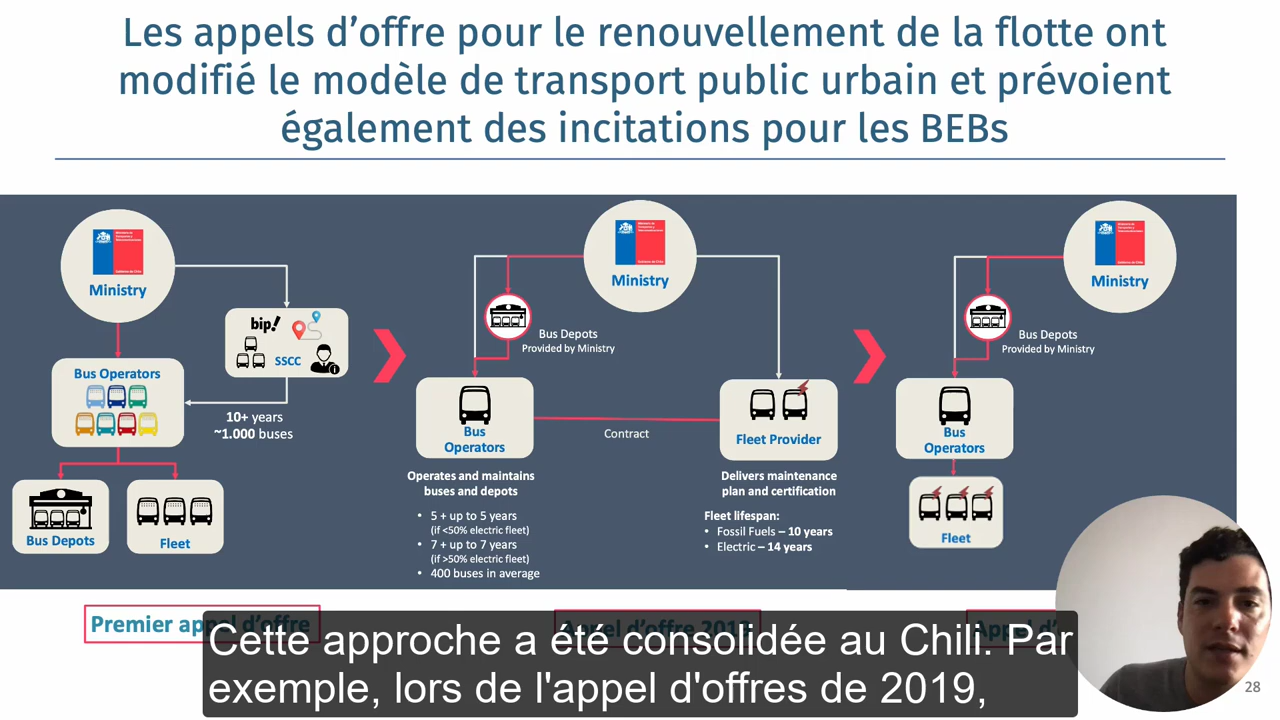 Les appels d’offre pour le renouvellement de la flotte ont
modifié le modèle de transport public urbain et prévoient
également des incitations pour les BEBs
Ministry
bip!
SSCC
Bus Operators
10+ years
~1.000 buses
Bus Depots
Fleet
Ministry
Bus Depots
Provided by Ministry
Bus
Operators
Contract
Fleet Provider
Operates and maintains
buses and depots
• 5 + up to 5 years
(if <50% electric fleet)
• 7 + up to 7 years
(if >50% electric fleet)
• 400 buses in average
Delivers maintenance
plan and certification
Fleet lifespan:
• Fossil Fuels – 10 years
• Electric – 14 years
Ministry
Bus Depots
Provided by Ministry
Bus
Operators
Fleet
Premier appel d’offre
Appel d’offre 2019
Appel d’
Cette approche a été consolidée au Chili. Par
exemple, lors de l'appel d'offres de 2019,
28